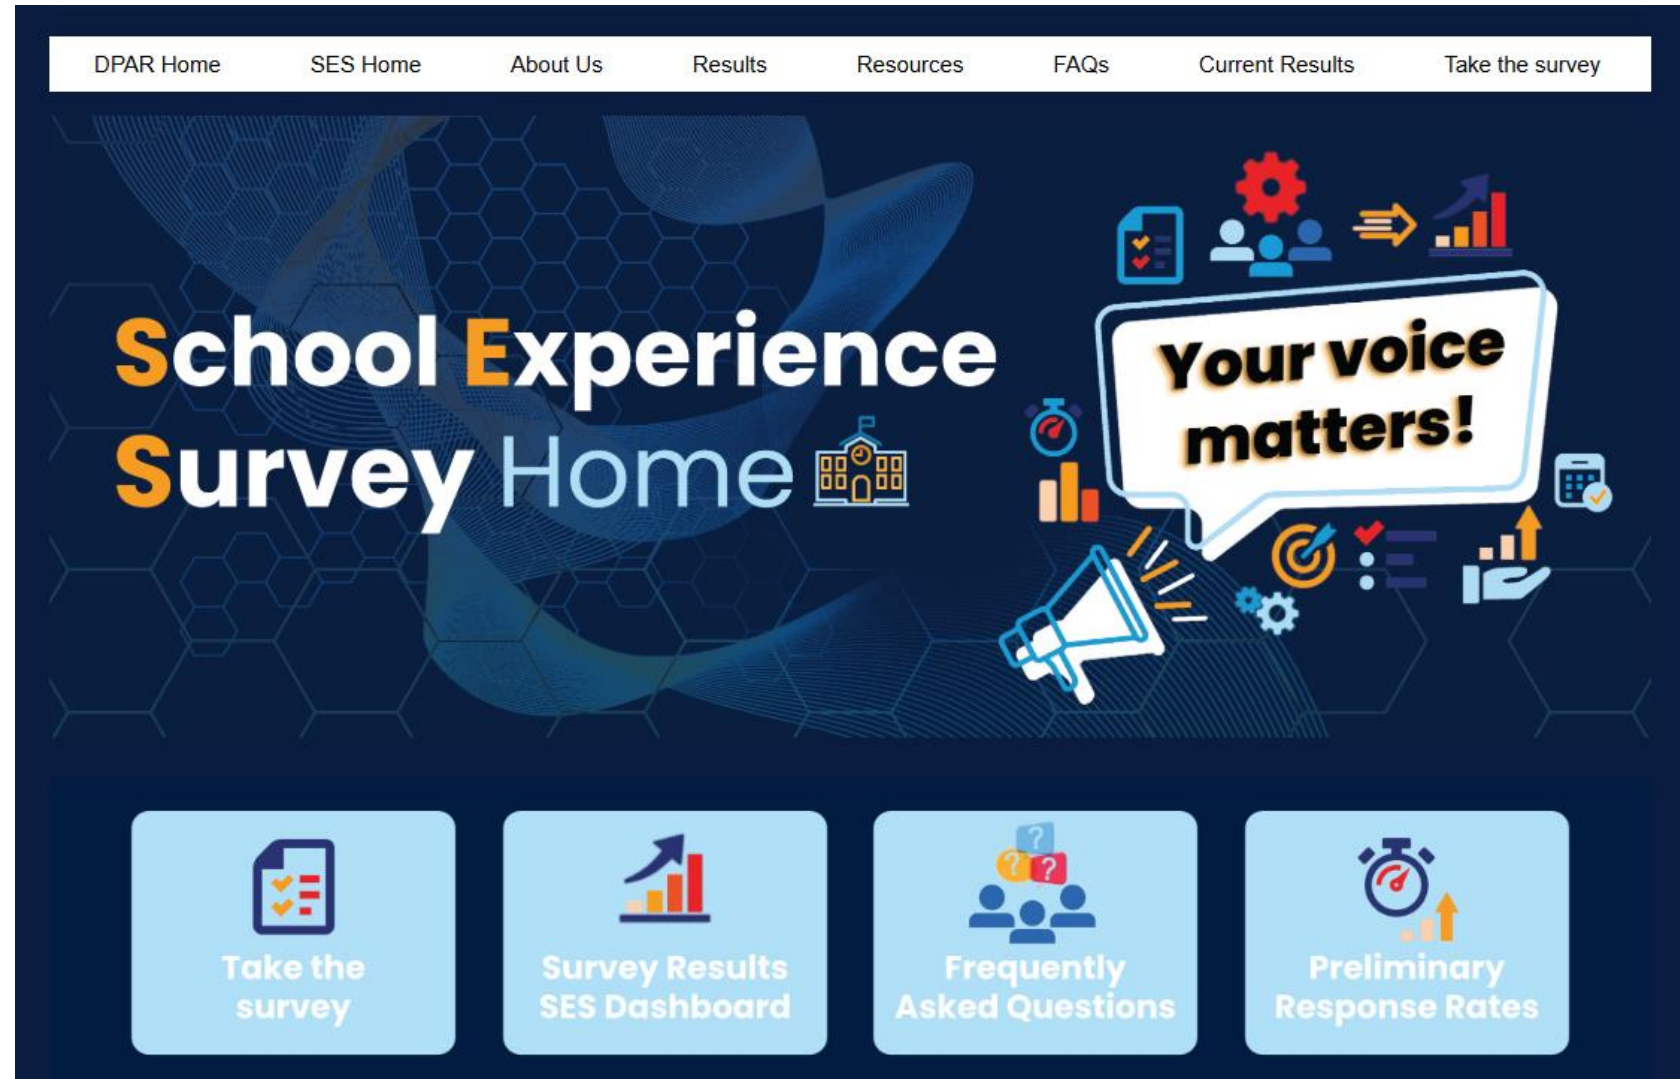 DPAR Home SES Home About Us Results Resources FAQs Current Results Take the survey
School Experience
Survey Home
Your voice
matters!
Take the
survey
Survey Results
SES Dashboard
? ? ?
Frequently
Asked Questions
Preliminary
Response Rates